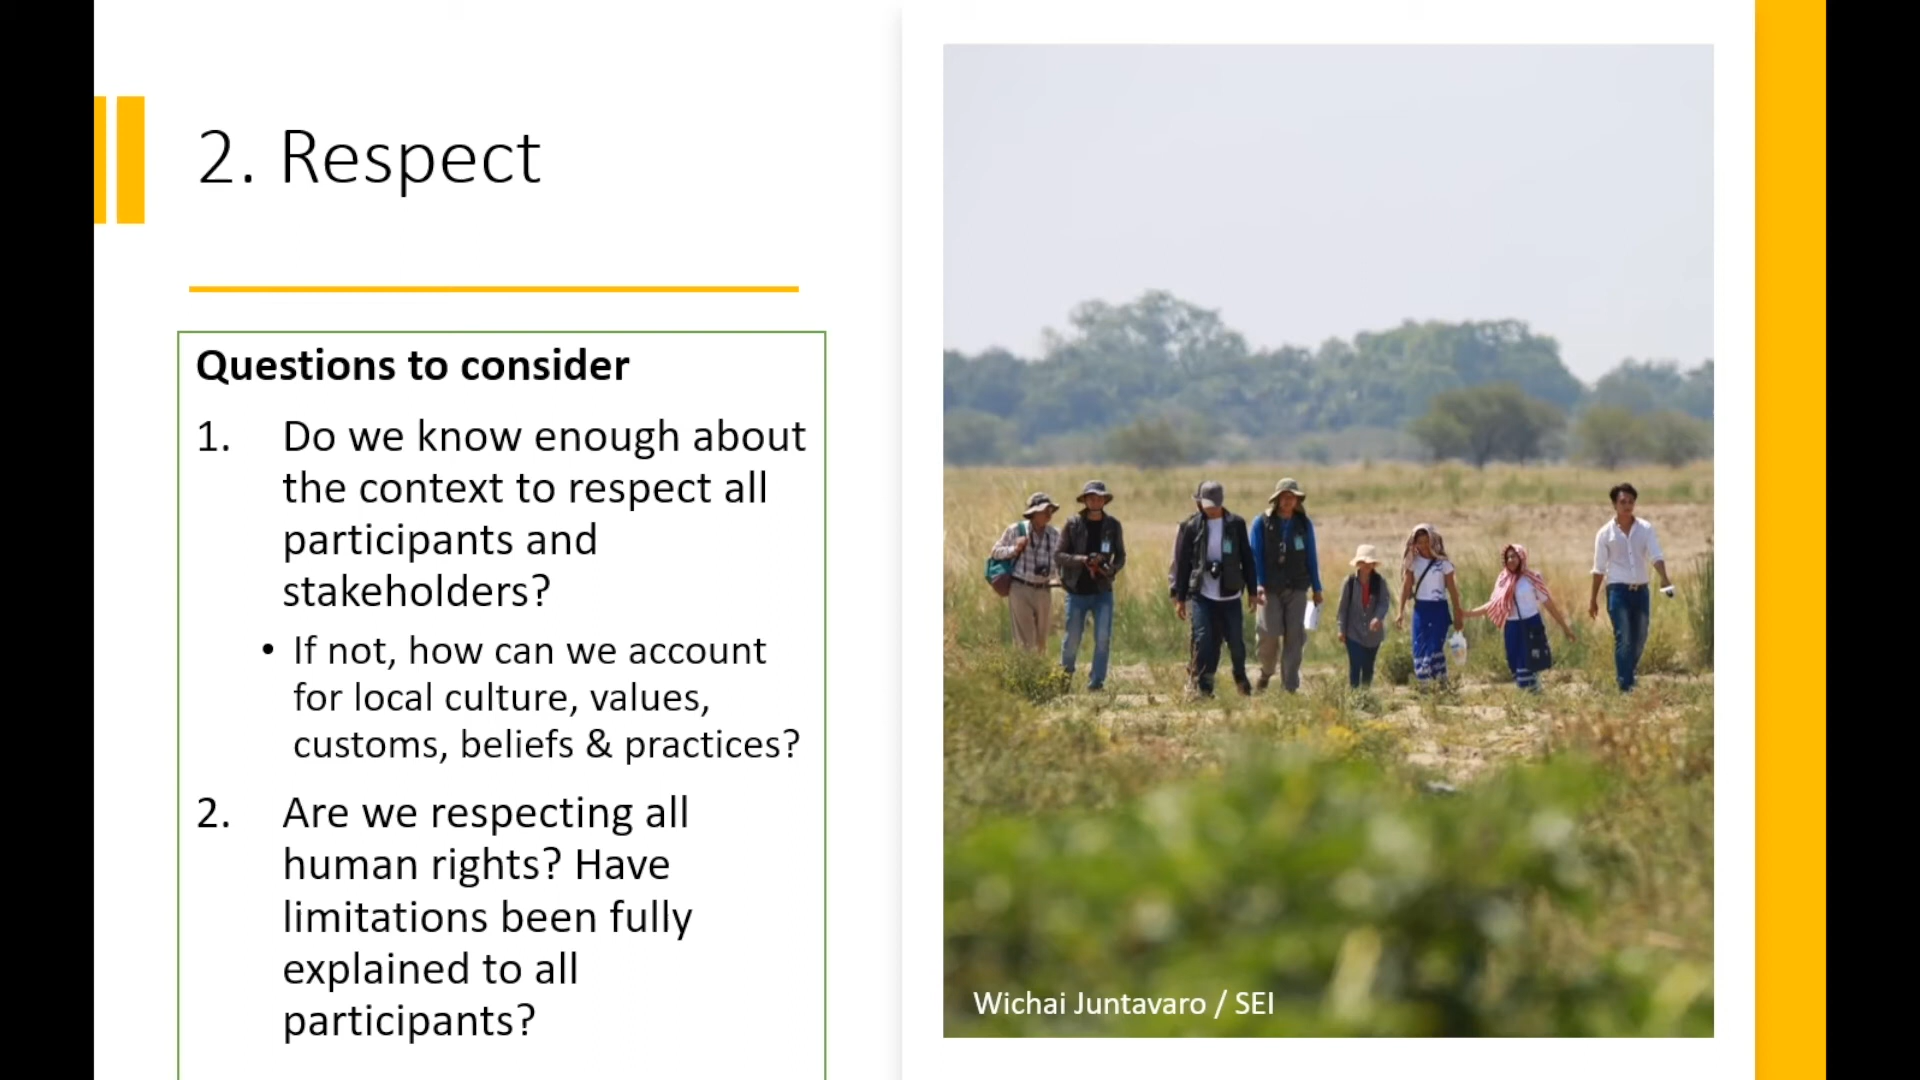 2. Respect
Questions to consider
1. Do we know enough about
the context to respect all
participants and
stakeholders?
• If not, how can we account
for local culture, values,
customs, beliefs & practices?
2. Are we respecting all
human rights? Have
limitations been fully
explained to all
participants?
Wichai Juntavaro / SEI